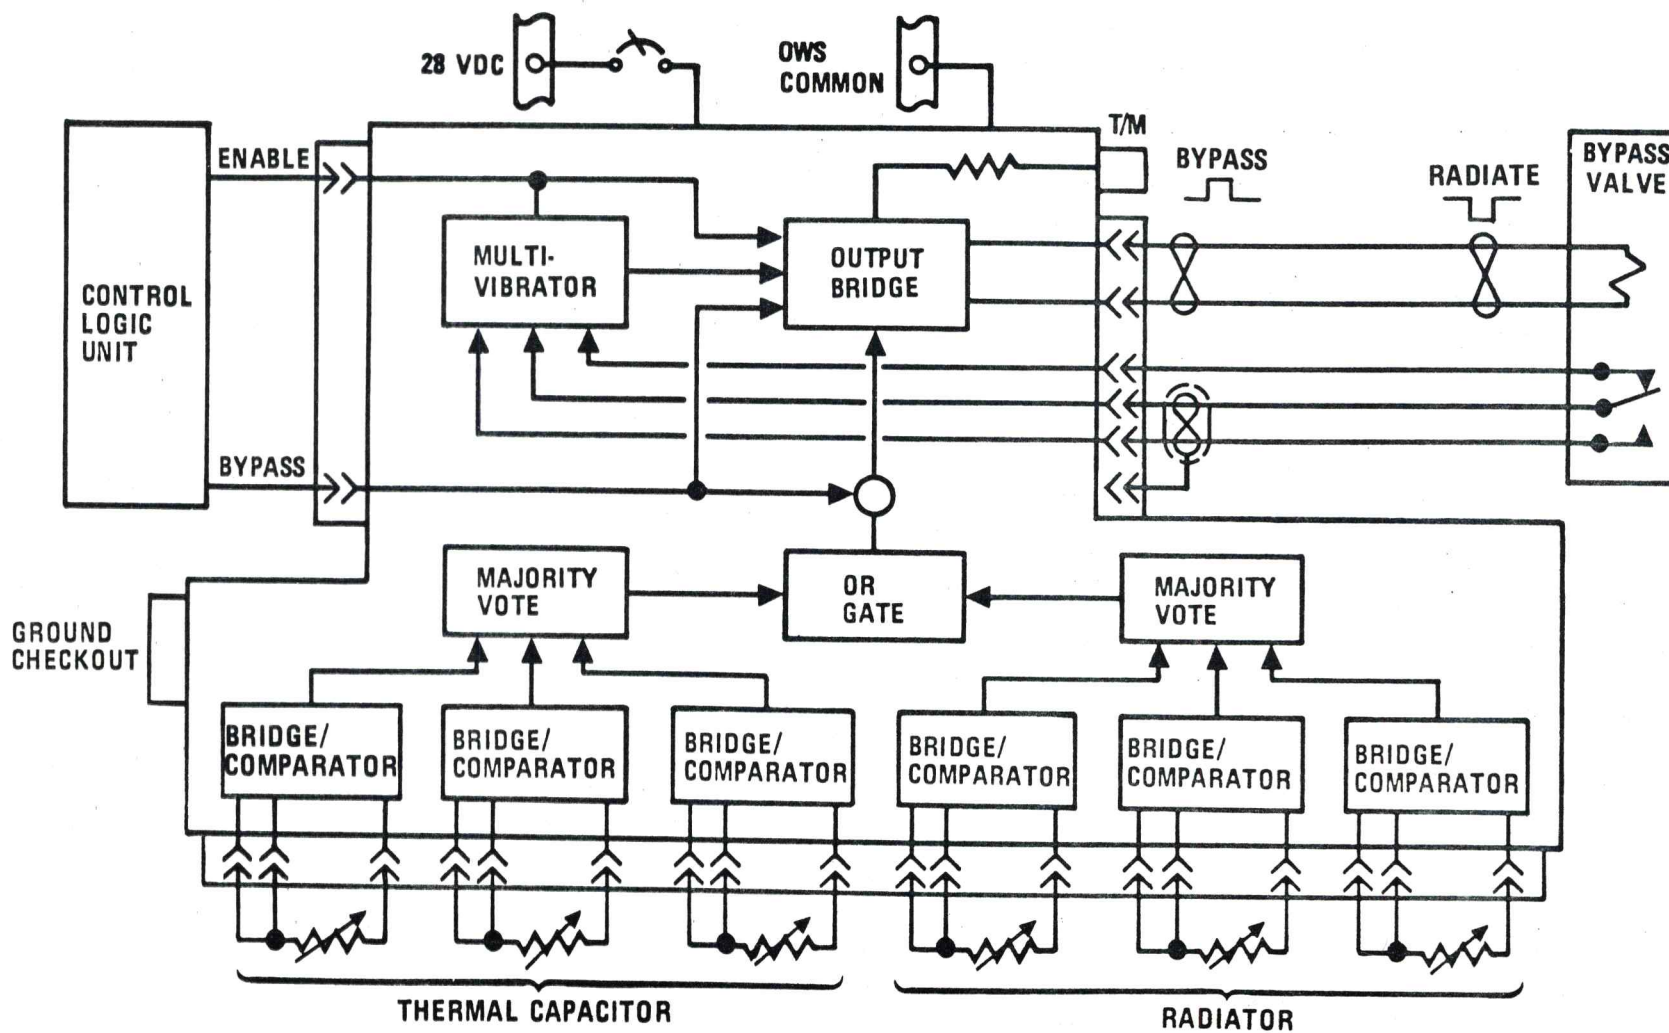 28 VDC
OWS
COMMON
T/M
BYPASS
RADIATE
BYPASS
VALVE
ENABLE
CONTROL
LOGIC
UNIT
MULTI-
VIBRATOR
OUTPUT
BRIDGE
BYPASS
MAJORITY
VOTE
OR
GATE
MAJORITY
VOTE
GROUND
CHECKOUT
BRIDGE/
COMPARATOR
BRIDGE/
COMPARATOR
BRIDGE/
COMPARATOR
BRIDGE/
COMPARATOR
BRIDGE/
COMPARATOR
BRIDGE/
COMPARATOR
THERMAL CAPACITOR
RADIATOR